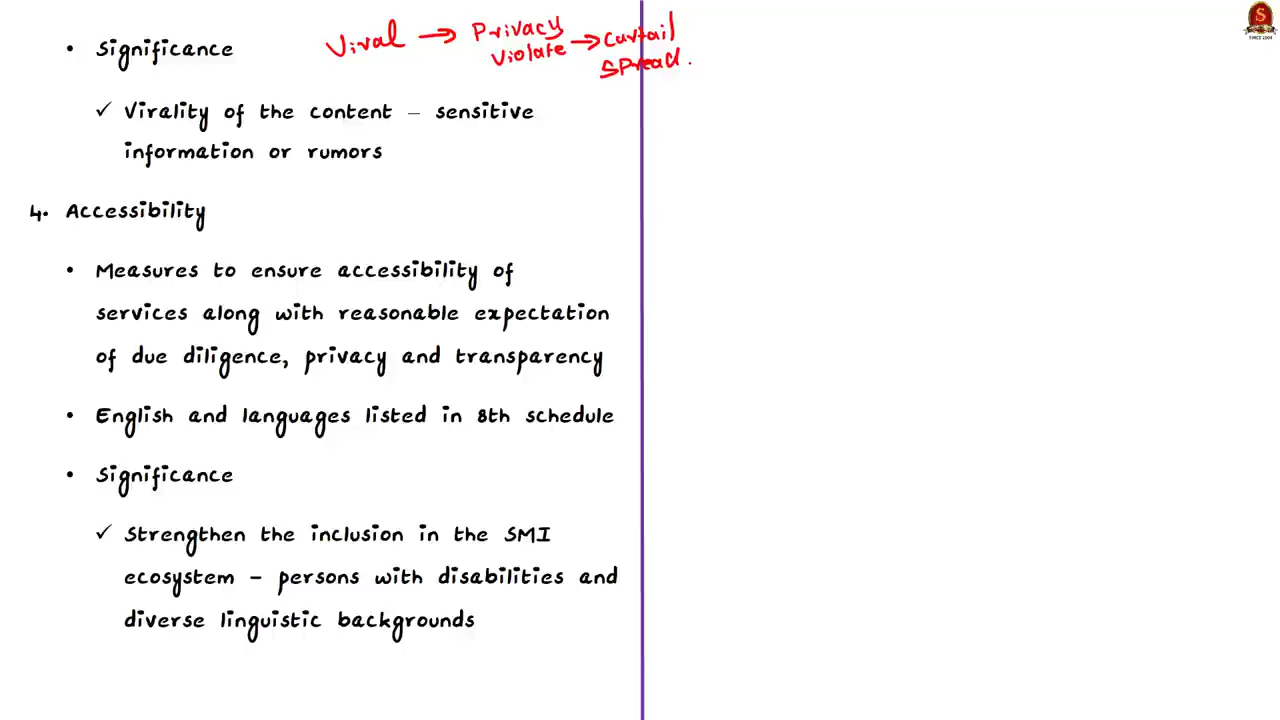 • Significance
Viral → Privacy Violate → Curtail Spread.
✓ Virality of the content – sensitive
information or rumors
4. Accessibility
• Measures to ensure accessibility of
services along with reasonable expectation
of due diligence, privacy and transparency
• English and languages listed in 8th schedule
• Significance
✓ Strengthen the inclusion in the SMI
ecosystem – persons with disabilities and
diverse linguistic backgrounds
S
SINCE 2004